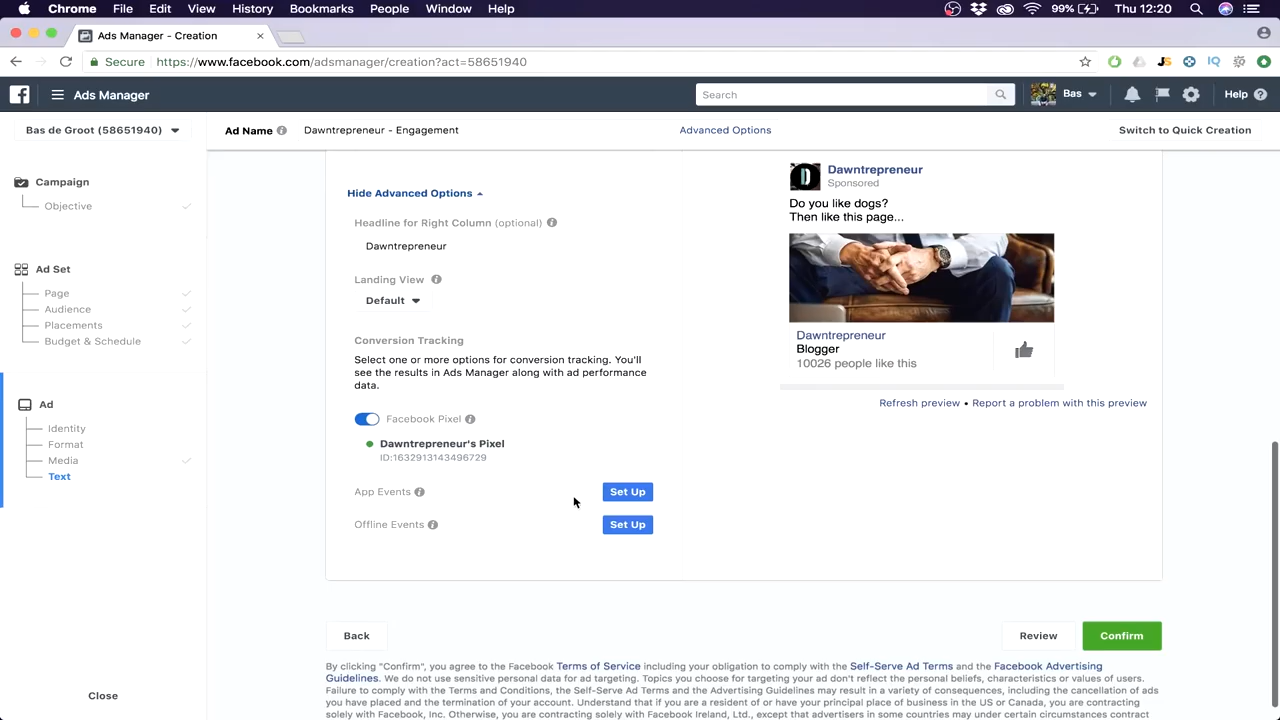 Chrome File Edit View History Bookmarks People Window Help 99% Thu 12:20
Ads Manager - Creation
Secure https://www.facebook.com/adsmanager/creation?act=58651940
Ads Manager Search Bas Help
Bas de Groot (58651940) Ad Name Dawntrepreneur - Engagement Advanced Options Switch to Quick Creation
Campaign
Objective
Ad Set
Page
Audience
Placements
Budget & Schedule
Ad
Identity
Format
Media
Text
Close
Hide Advanced Options
Headline for Right Column (optional)
Dawntrepreneur
Landing View
Default
Conversion Tracking
Select one or more options for conversion tracking. You'll
see the results in Ads Manager along with ad performance
data.
Facebook Pixel
Dawntrepreneur's Pixel
ID:1632913143496729
App Events Set Up
Offline Events Set Up
Dawntrepreneur
Sponsored
Do you like dogs?
Then like this page...
Dawntrepreneur
Blogger
10026 people like this
Refresh preview • Report a problem with this preview
Back Review Confirm
By clicking "Confirm", you agree to the Facebook Terms of Service including your obligation to comply with the Self-Serve Ad Terms and the Facebook Advertising
Guidelines. We do not use sensitive personal data for ad targeting. Topics you choose for targeting your ad don't reflect the personal beliefs, characteristics or values of users.
Failure to comply with the Terms and Conditions, the Self-Serve Ad Terms and the Advertising Guidelines may result in a variety of consequences, including the cancellation of ads
you have placed and the termination of your account. Understand that if you are a resident of or have your principal place of business in the US or Canada, you are contracting
solely with Facebook, Inc. Otherwise, you are contracting solely with Facebook Ireland, Ltd., except that advertisers in some countries may under certain circumstances contract